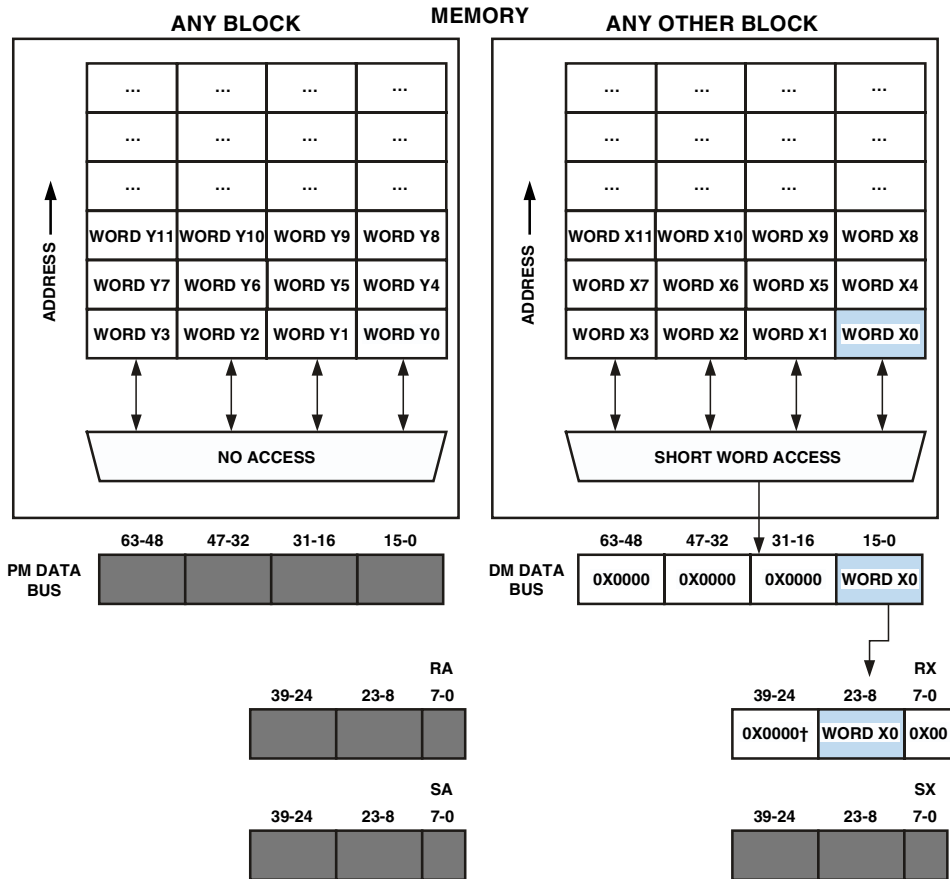 MEMORY
ANY BLOCK
ANY OTHER BLOCK
... ... ... ...
... ... ... ...
... ... ... ...
WORD Y11 WORD Y10 WORD Y9 WORD Y8
WORD Y7 WORD Y6 WORD Y5 WORD Y4
WORD Y3 WORD Y2 WORD Y1 WORD Y0
ADDRESS
NO ACCESS
... ... ... ...
... ... ... ...
... ... ... ...
WORD X11 WORD X10 WORD X9 WORD X8
WORD X7 WORD X6 WORD X5 WORD X4
WORD X3 WORD X2 WORD X1 WORD X0
ADDRESS
SHORT WORD ACCESS
63-48 47-32 31-16 15-0
PM DATA
BUS
63-48 47-32 31-16 15-0
DM DATA
BUS
0X0000 0X0000 0X0000 WORD X0
RA
39-24 23-8 7-0
RX
39-24 23-8 7-0
0X0000† WORD X0 0X00
SA
39-24 23-8 7-0
SX
39-24 23-8 7-0